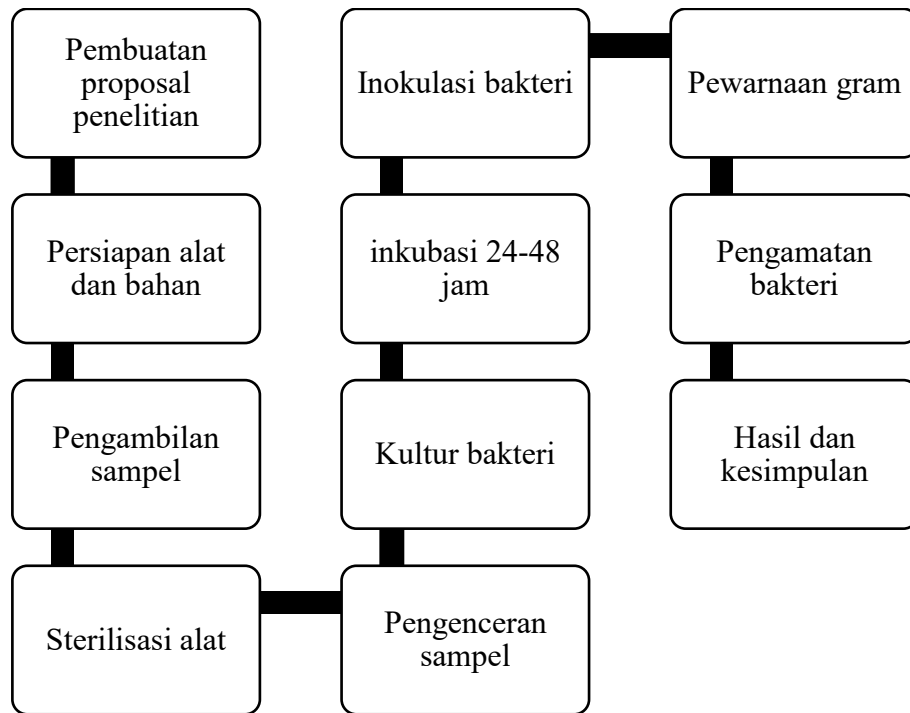 Pembuatan
proposal
penelitian
Persiapan alat
dan bahan
Pengambilan
sampel
Sterilisasi alat
Pengenceran
sampel
Kultur bakteri
inkubasi 24-48
jam
Inokulasi bakteri
Pewarnaan gram
Pengamatan
bakteri
Hasil dan
kesimpulan